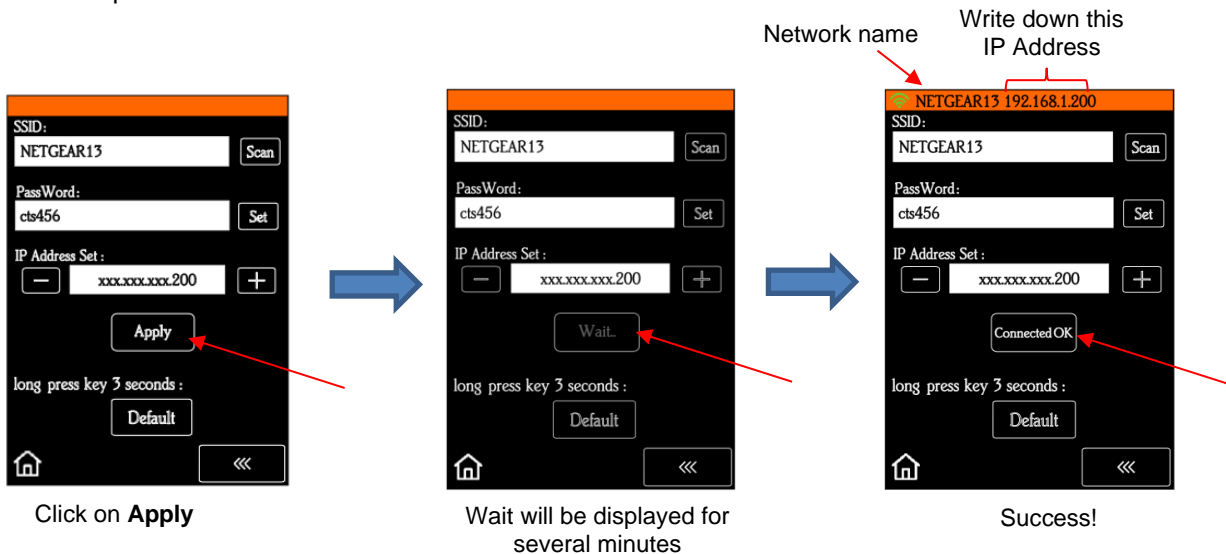 Network name
Write down this
IP Address
SSID:
NETGEAR13
Scan
PassWord:
cts456
Set
IP Address Set :
−
xxx.xxx.xxx.200
+
Apply
long press key 3 seconds :
Default
<<<
Click on Apply
SSID:
NETGEAR13
Scan
PassWord:
cts456
Set
IP Address Set :
−
xxx.xxx.xxx.200
+
Wait..
long press key 3 seconds :
Default
<<<
Wait will be displayed for
several minutes
NETGEAR13 192.168.1.200
SSID:
NETGEAR13
Scan
PassWord:
cts456
Set
IP Address Set :
−
xxx.xxx.xxx.200
+
Connected OK
long press key 3 seconds :
Default
<<<
Success!